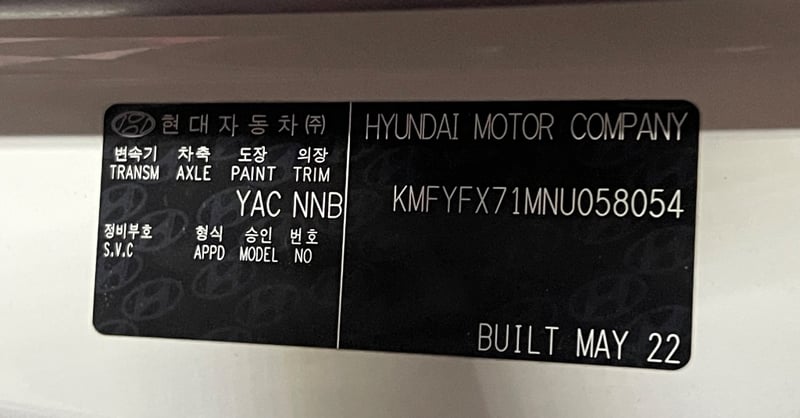 현대자동차㈜
변속기 차축 도장 의장
TRANSM AXLE PAINT TRIM
YAC NNB
정비부호 형식 승인 번호
S.V.C APPD MODEL NO
HYUNDAI MOTOR COMPANY
KMFYFX71MNU058054
BUILT MAY 22